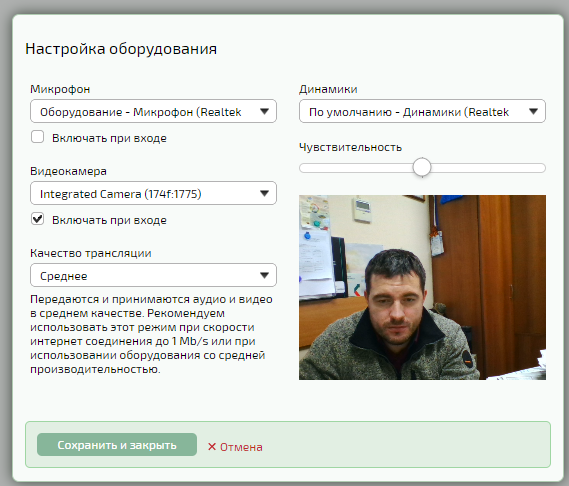 Настройка оборудования
Микрофон
Оборудование - Микрофон (Realtek
Включать при входе
Видеокамера
Integrated Camera (174f:1775)
Включать при входе
Качество трансляции
Среднее
Передаются и принимаются аудио и видео
в среднем качестве. Рекомендуем
использовать этот режим при скорости
интернет соединения до 1 Mb/s или при
использовании оборудования со средней
производительностью.
Динамики
По умолчанию - Динамики (Realtek
Чувствительность
Сохранить и закрыть
✕ Отмена